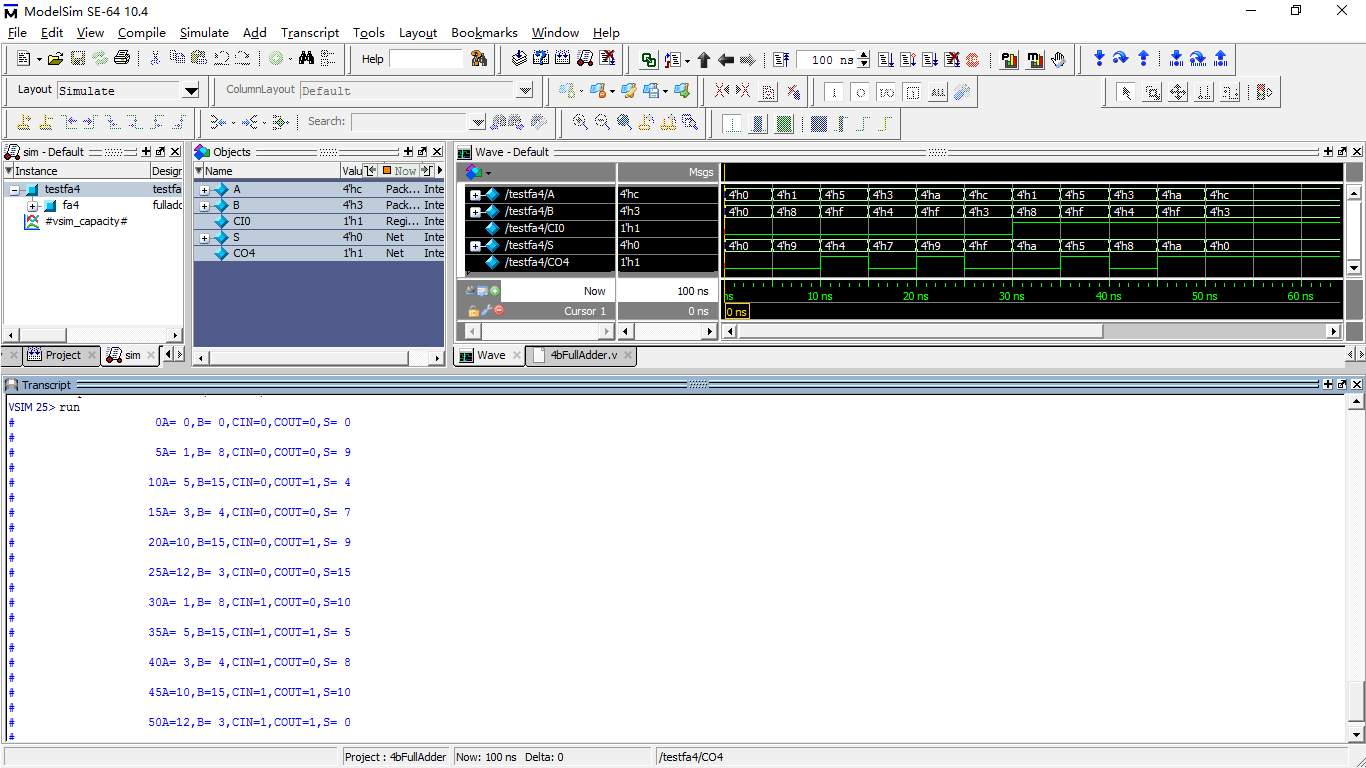 ModelSim SE-64 10.4
File Edit View Compile Simulate Add Transcript Tools Layout Bookmarks Window Help
Help 100 ns
Layout Simulate ColumnLayout Default
Search:
sim - Default Objects Wave - Default
Instance Design Name Valu Now Msgs
testfa4 testfa A 4'hc Pack... Inte
fa4 fulladd B 4'h3 Pack... Inte
#vsim_capacity# CI0 1'h1 Regi... Inte
S 4'h0 Net Inte
CO4 1'h1 Net Inte
/testfa4/A 4'hc 4'h0 4'h1 4'h5 4'h3 4'ha 4'hc 4'h1 4'h5 4'h3 4'ha 4'hc
/testfa4/B 4'h3 4'h0 4'h8 4'hf 4'h4 4'hf 4'h3 4'h8 4'hf 4'h4 4'hf 4'h3
/testfa4/CI0 1'h1
/testfa4/S 4'h0 4'h0 4'h9 4'h4 4'h7 4'h9 4'hf 4'ha 4'h5 4'h8 4'ha 4'h0
/testfa4/CO4 1'h1
Now 100 ns ns 10 ns 20 ns 30 ns 40 ns 50 ns 60 ns
Cursor 1 0 ns 0 ns
Project sim Wave 4bFullAdder.v
Transcript
VSIM 25> run
# 0A= 0,B= 0,CIN=0,COUT=0,S= 0
#
# 5A= 1,B= 8,CIN=0,COUT=0,S= 9
#
# 10A= 5,B=15,CIN=0,COUT=1,S= 4
#
# 15A= 3,B= 4,CIN=0,COUT=0,S= 7
#
# 20A=10,B=15,CIN=0,COUT=1,S= 9
#
# 25A=12,B= 3,CIN=0,COUT=0,S=15
#
# 30A= 1,B= 8,CIN=1,COUT=0,S=10
#
# 35A= 5,B=15,CIN=1,COUT=1,S= 5
#
# 40A= 3,B= 4,CIN=1,COUT=0,S= 8
#
# 45A=10,B=15,CIN=1,COUT=1,S=10
#
# 50A=12,B= 3,CIN=1,COUT=1,S= 0
#
Project : 4bFullAdder Now: 100 ns Delta: 0 /testfa4/CO4